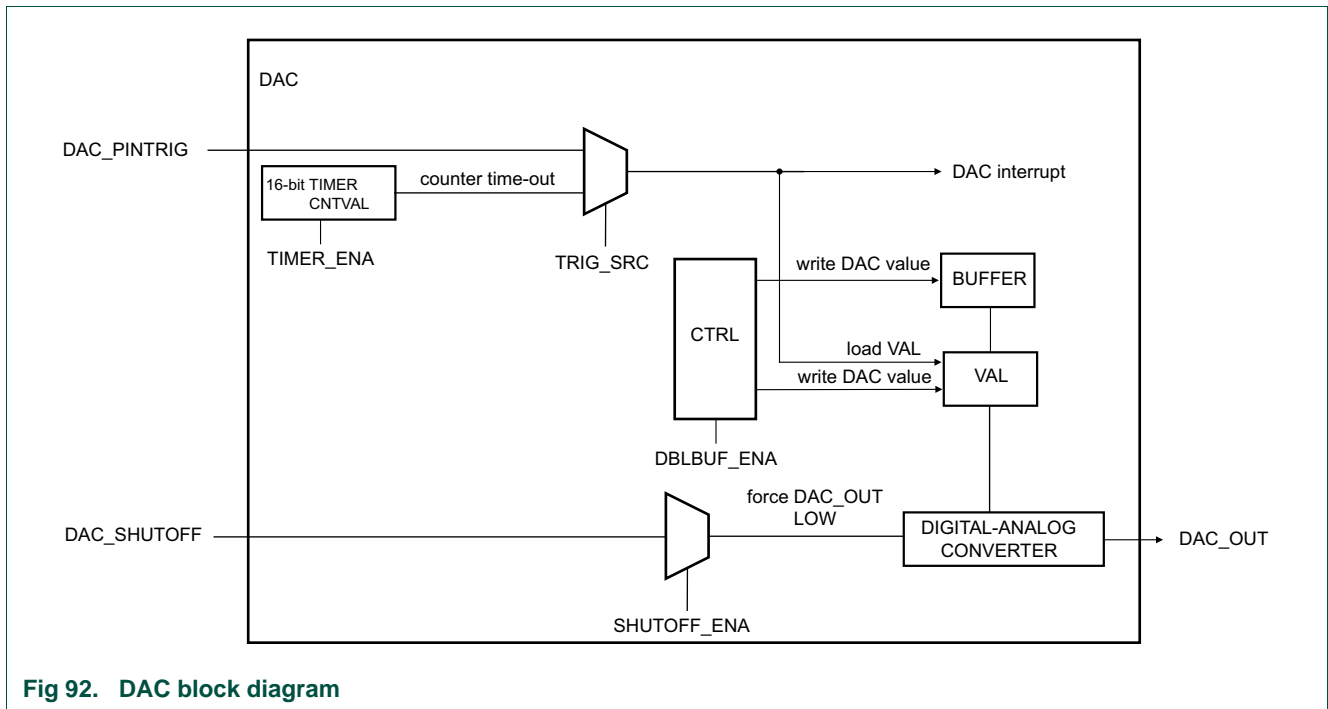 DAC
DAC_PINTRIG
16-bit TIMER
CNTVAL
counter time-out
DAC interrupt
TIMER_ENA
TRIG_SRC
write DAC value
BUFFER
CTRL
load VAL
write DAC value
VAL
DBLBUF_ENA
force DAC_OUT
LOW
DAC_SHUTOFF
DIGITAL-ANALOG
CONVERTER
DAC_OUT
SHUTOFF_ENA
Fig 92. DAC block diagram